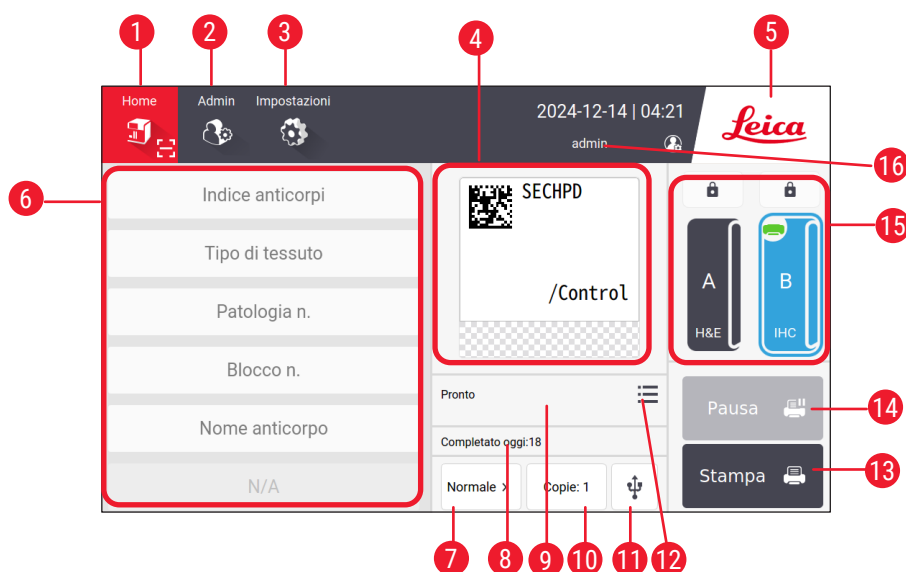 1
2
3
4
5
Home
Admin
Impostazioni
2024-12-14 | 04:21
admin
Leica
16
6
Indice anticorpi
Tipo di tessuto
Patologia n.
Blocco n.
Nome anticorpo
N/A
SECHPD
/Control
A
H&E
B
IHC
15
Pronto
Completato oggi:18
Normale >
Copie: 1
Pausa
14
Stampa
13
7
8
9
10
11
12